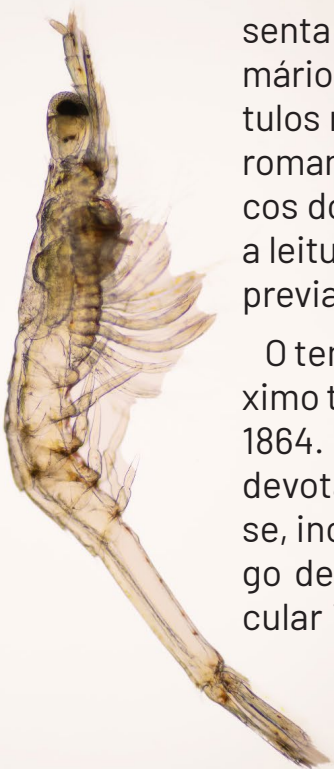 senta
mário
tulos
roman
cos do
a leitu
previa
O ter
ximo t
1864.
devot
se, inc
go de
cular